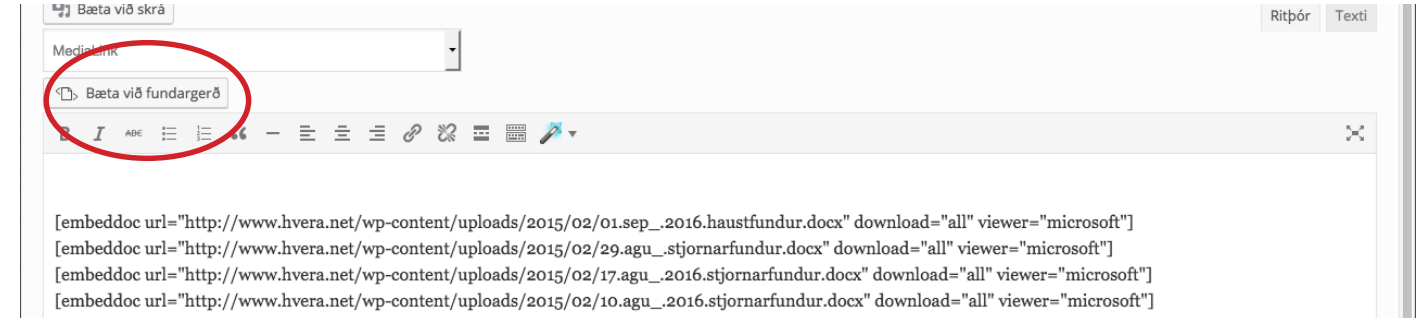 Bæta við skrá
Ritþór Texti
MediaLink
Bæta við fundargerð
B I ABE
[embeddoc url="http://www.hvera.net/wp-content/uploads/2015/02/01.sep_.2016.haustfundur.docx" download="all" viewer="microsoft"]
[embeddoc url="http://www.hvera.net/wp-content/uploads/2015/02/29.agu_.stjornarfundur.docx" download="all" viewer="microsoft"]
[embeddoc url="http://www.hvera.net/wp-content/uploads/2015/02/17.agu_.2016.stjornarfundur.docx" download="all" viewer="microsoft"]
[embeddoc url="http://www.hvera.net/wp-content/uploads/2015/02/10.agu_.2016.stjornarfundur.docx" download="all" viewer="microsoft"]